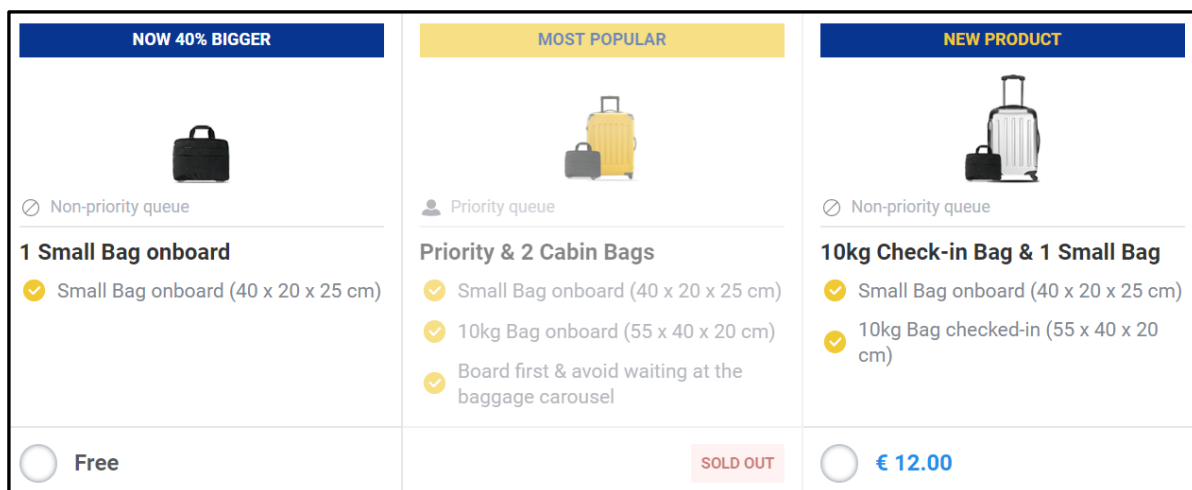 NOW 40% BIGGER
Non-priority queue
1 Small Bag onboard
Small Bag onboard (40 x 20 x 25 cm)
Free
MOST POPULAR
Priority queue
Priority & 2 Cabin Bags
Small Bag onboard (40 x 20 x 25 cm)
10kg Bag onboard (55 x 40 x 20 cm)
Board first & avoid waiting at the
baggage carousel
SOLD OUT
NEW PRODUCT
Non-priority queue
10kg Check-in Bag & 1 Small Bag
Small Bag onboard (40 x 20 x 25 cm)
10kg Bag checked-in (55 x 40 x 20
cm)
€ 12.00